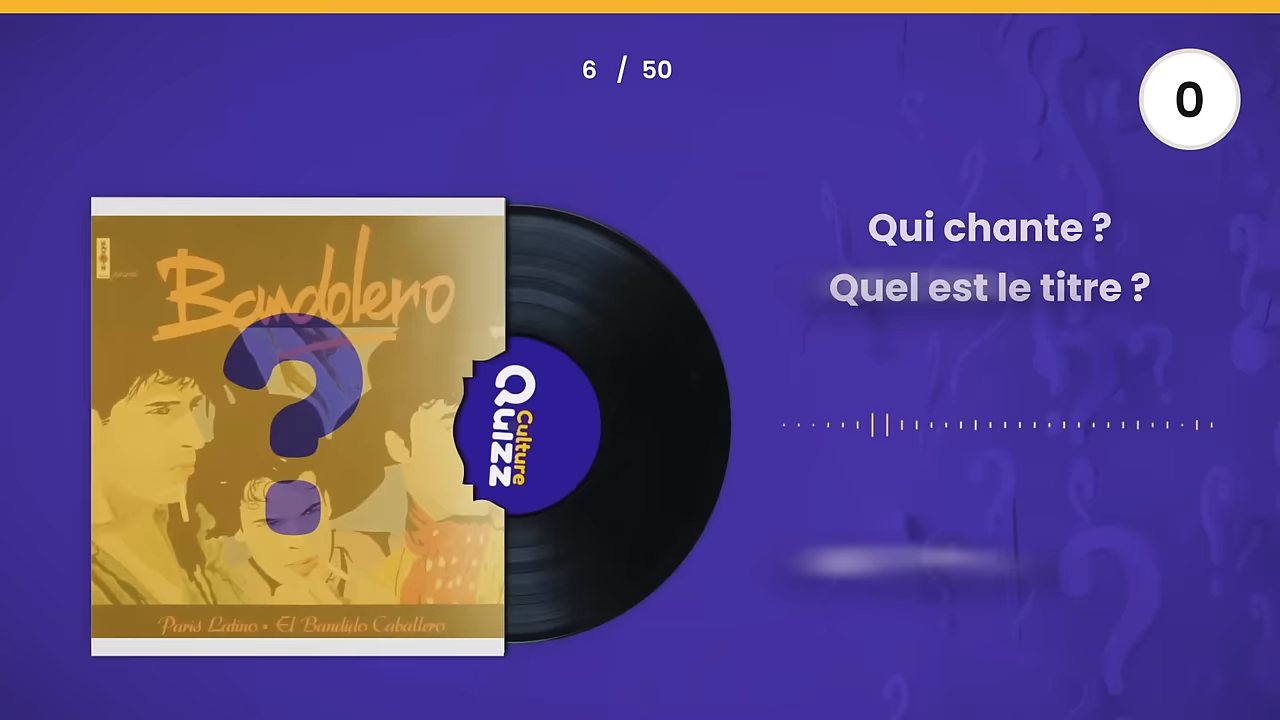 6 / 50
0
Qui chante ?
Quel est le titre ?
Bandolero
Culture
Quizz
Paris Latino • El Bandido Caballero